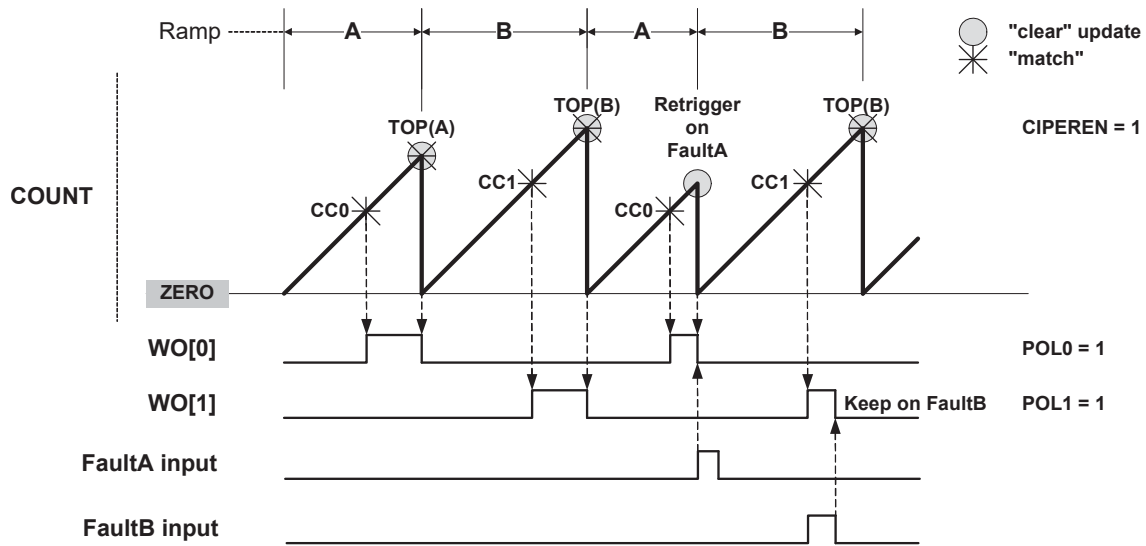 Ramp A B A B
"clear" update
"match"
TOP(A) TOP(B) Retrigger on FaultA TOP(B)
CIPEREN = 1
COUNT
CC0 CC1 CC0 CC1
ZERO
WO[0] POL0 = 1
WO[1] Keep on FaultB POL1 = 1
FaultA input
FaultB input